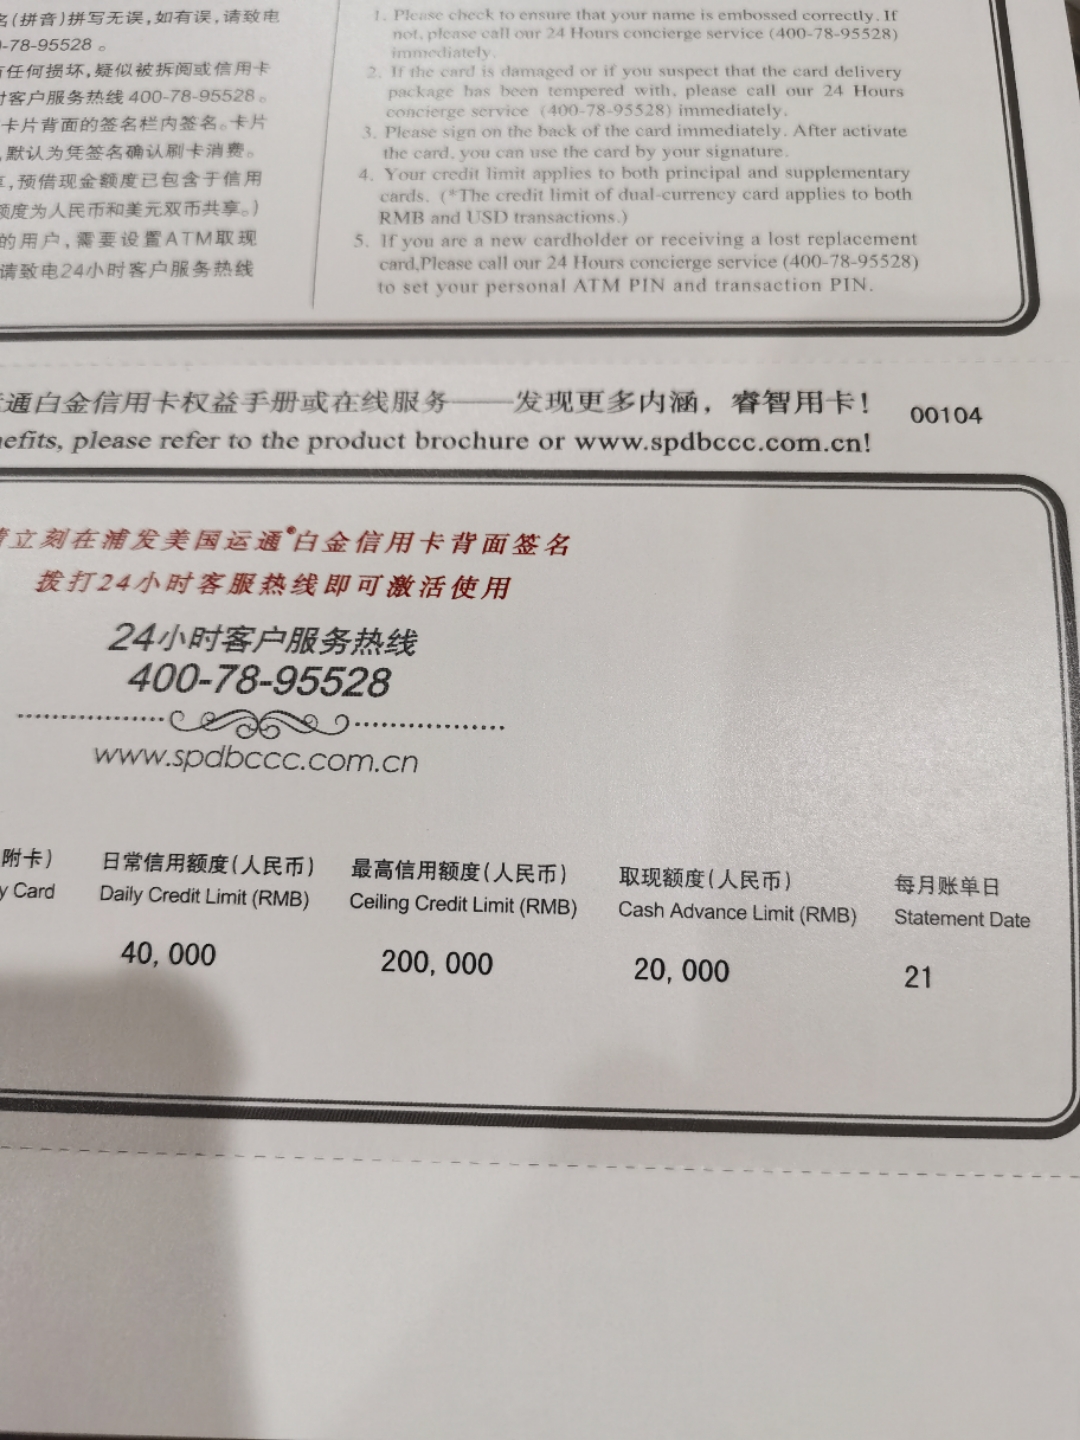 名(拼音)拼写无误,如有误,请致电
-78-95528。
有任何损坏,疑似被拆阅或信用卡
时客户服务热线 400-78-95528。
卡片背面的签名栏内签名。卡片
,默认为凭签名确认刷卡消费。
,预借现金额度已包含于信用
额度为人民币和美元双币共享。)
的用户,需要设置ATM取现
请致电24小时客户服务热线
1. Please check to ensure that your name is embossed correctly. If
not, please call our 24 Hours concierge service (400-78-95528)
immediately.
2. If the card is damaged or if you suspect that the card delivery
package has been tempered with, please call our 24 Hours
concierge service (400-78-95528) immediately.
3. Please sign on the back of the card immediately. After activate
the card, you can use the card by your signature.
4. Your credit limit applies to both principal and supplementary
cards. (*The credit limit of dual-currency card applies to both
RMB and USD transactions.)
5. If you are a new cardholder or receiving a lost replacement
card,Please call our 24 Hours concierge service (400-78-95528)
to set your personal ATM PIN and transaction PIN.
运通白金信用卡权益手册或在线服务——发现更多内涵，睿智用卡！ 00104
nefits, please refer to the product brochure or www.spdbccc.com.cn!
请立刻在浦发美国运通®白金信用卡背面签名
拨打24小时客服热线即可激活使用
24小时客户服务热线
400-78-95528
www.spdbccc.com.cn
附卡) 日常信用额度(人民币) 最高信用额度(人民币) 取现额度(人民币) 每月账单日
y Card Daily Credit Limit (RMB) Ceiling Credit Limit (RMB) Cash Advance Limit (RMB) Statement Date
40,000 200,000 20,000 21